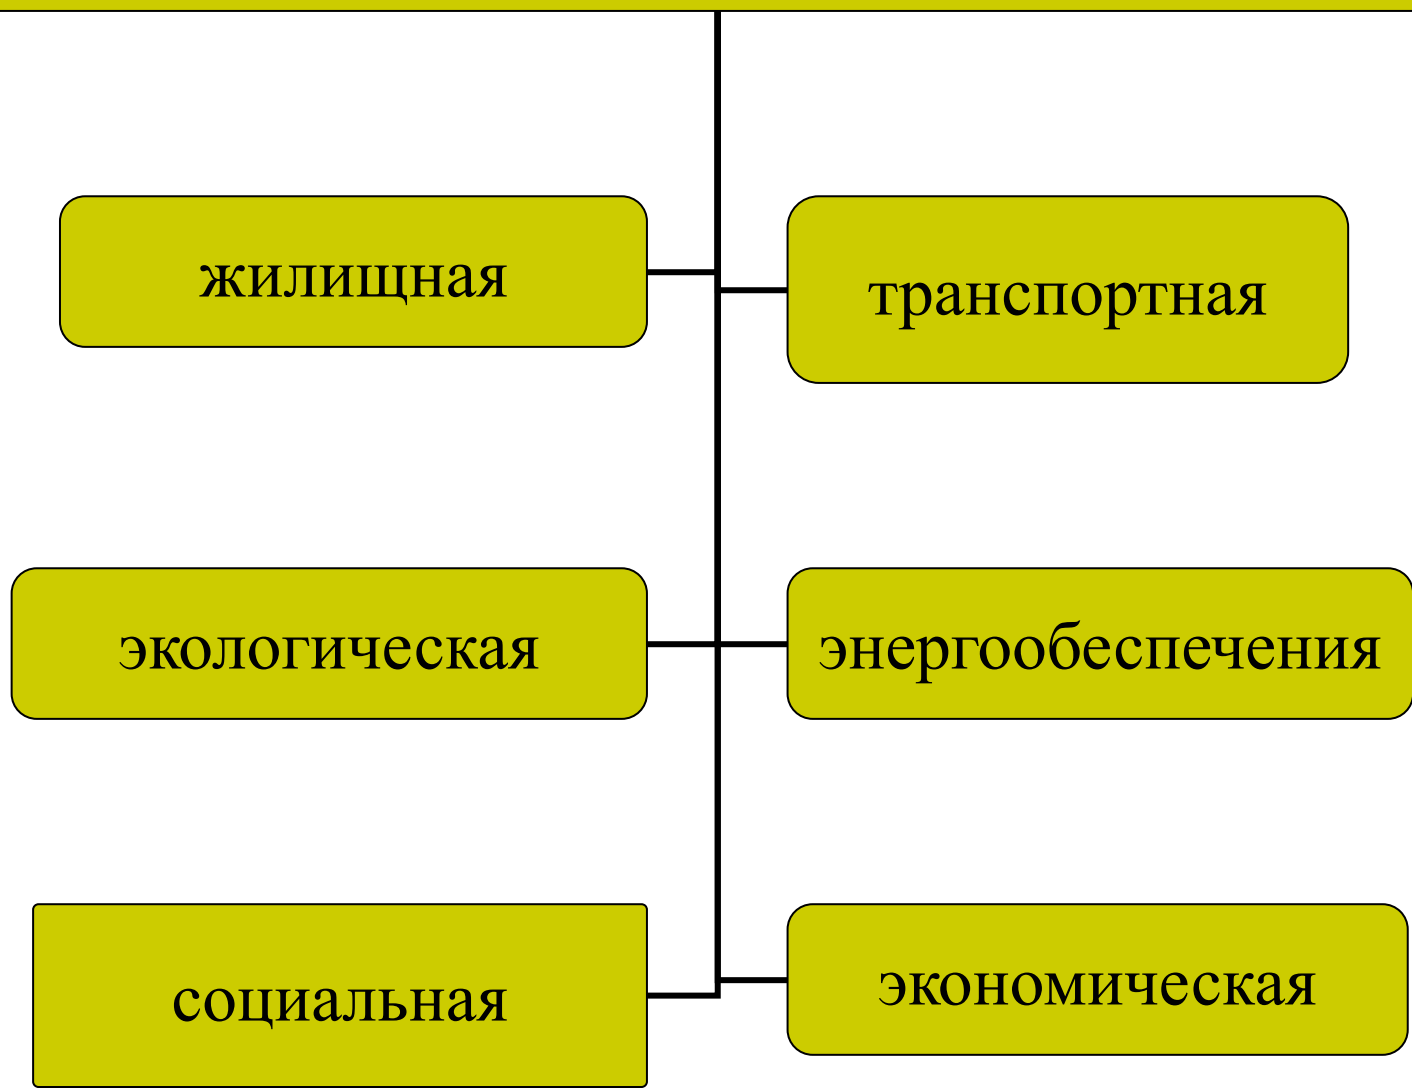 жилищная
транспортная
экологическая
энергообеспечения
социальная
экономическая